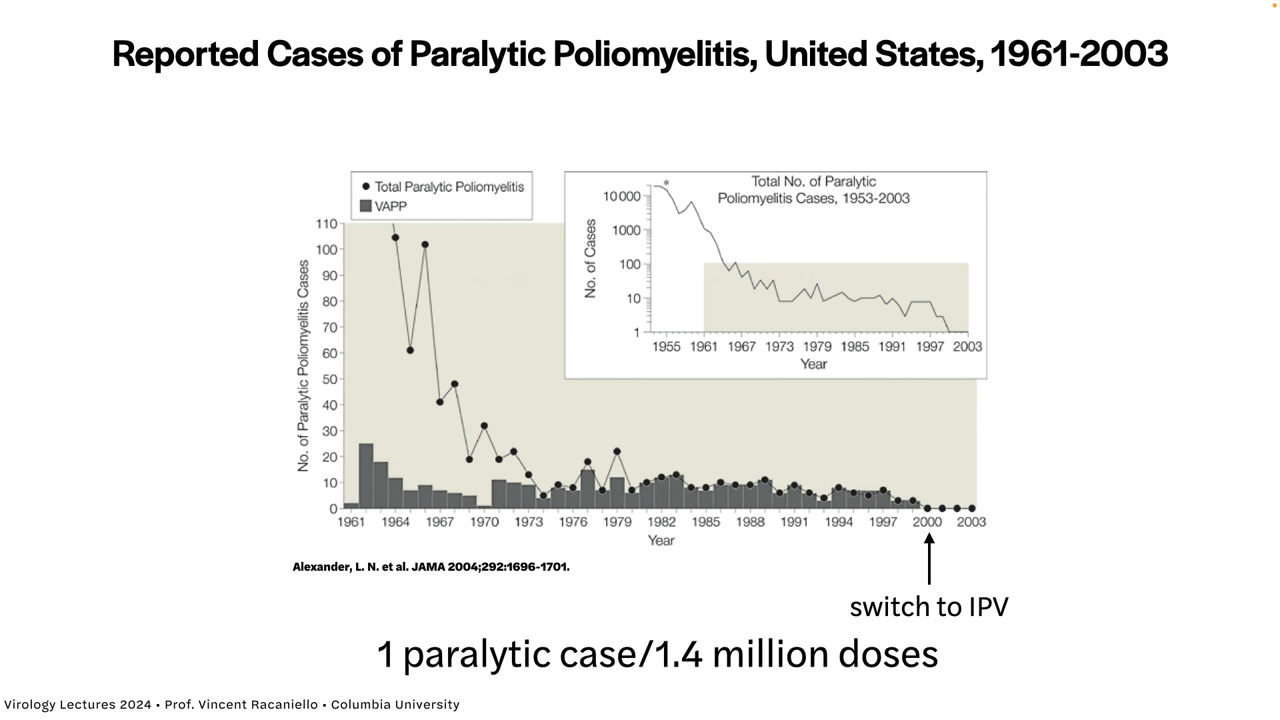 Reported Cases of Paralytic Poliomyelitis, United States, 1961-2003
Total Paralytic Poliomyelitis
VAPP
No. of Paralytic Poliomyelitis Cases
110
100
90
80
70
60
50
40
30
20
10
0
1961 1964 1967 1970 1973 1976 1979 1982 1985 1988 1991 1994 1997 2000 2003
Year
*
Total No. of Paralytic
Poliomyelitis Cases, 1953-2003
No. of Cases
10 000
1000
100
10
1
1955 1961 1967 1973 1979 1985 1991 1997 2003
Year
Alexander, L. N. et al. JAMA 2004;292:1696-1701.
switch to IPV
1 paralytic case/1.4 million doses
Virology Lectures 2024 • Prof. Vincent Racaniello • Columbia University